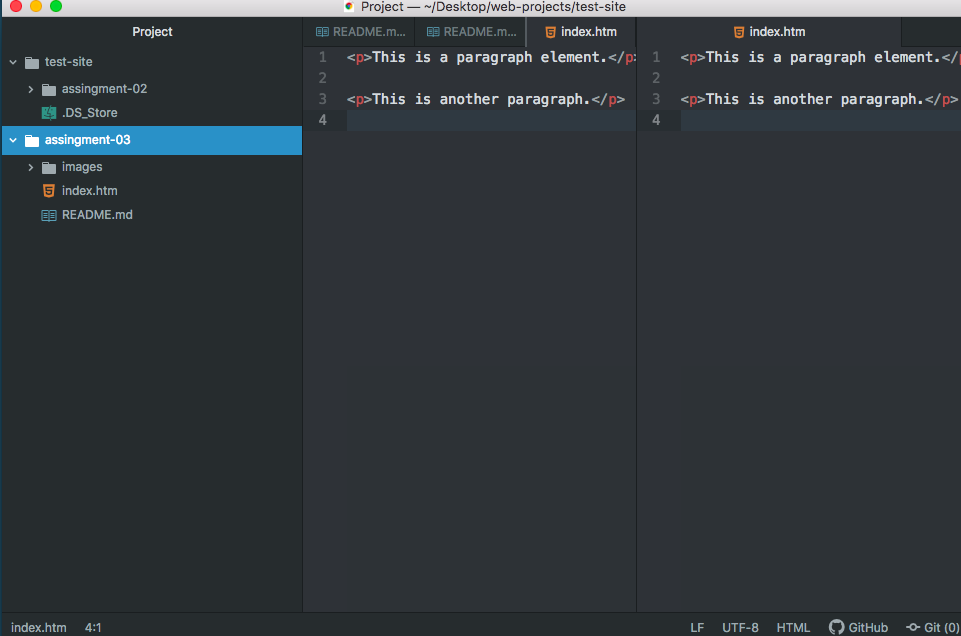 Project — ~/Desktop/web-projects/test-site
Project
test-site
assingment-02
.DS_Store
assingment-03
images
index.htm
README.md
README.m...
README.m...
index.htm
1 <p>This is a paragraph element.</p>
2
3 <p>This is another paragraph.</p>
4
index.htm
1 <p>This is a paragraph element.</p
2
3 <p>This is another paragraph.</p>
4
index.htm 4:1 LF UTF-8 HTML GitHub Git (0)